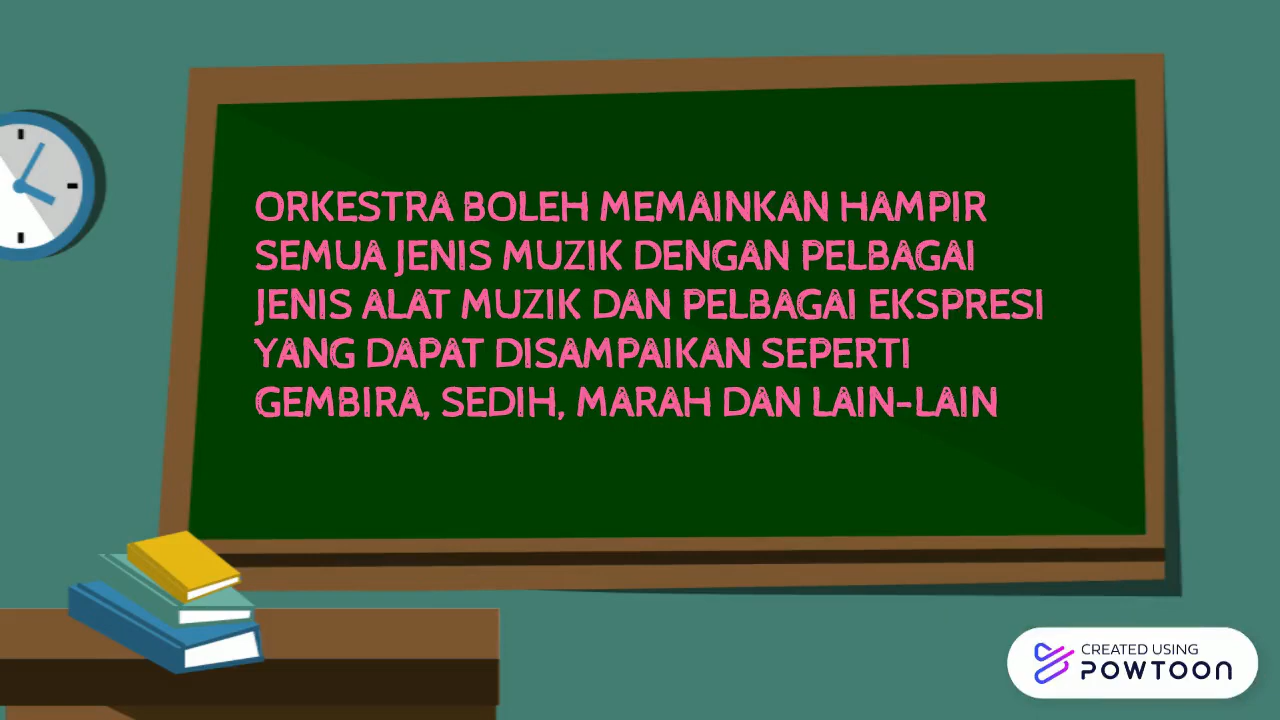 ORKESTRA BOLEH MEMAINKAN HAMPIR
SEMUA JENIS MUZIK DENGAN PELBAGAI
JENIS ALAT MUZIK DAN PELBAGAI EKSPRESI
YANG DAPAT DISAMPAIKAN SEPERTI
GEMBIRA, SEDIH, MARAH DAN LAIN-LAIN
CREATED USING
POWTOON